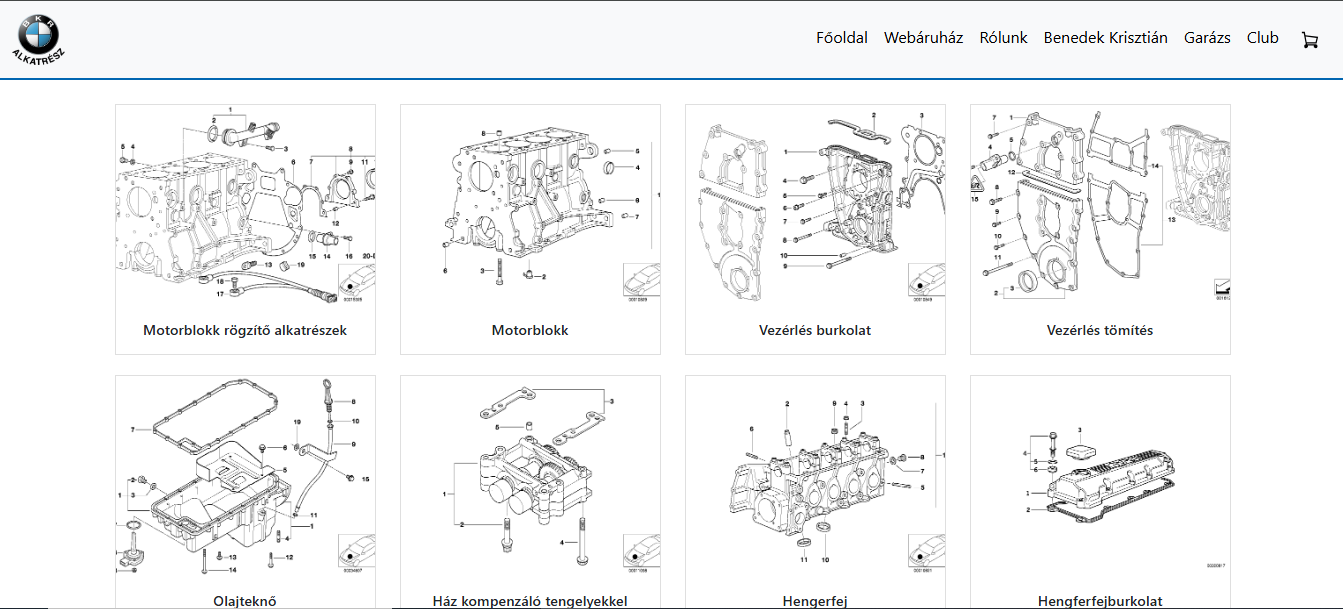 BKR
ALKATRÉSZ
Főoldal Webáruház Rólunk Benedek Krisztián Garázs Club
Motorblokk rögzítő alkatrészek
Motorblokk
Vezérlés burkolat
Vezérlés tömítés
Olajteknő
Ház kompenzáló tengelyekkel
Hengerfej
Hengferfejburkolat